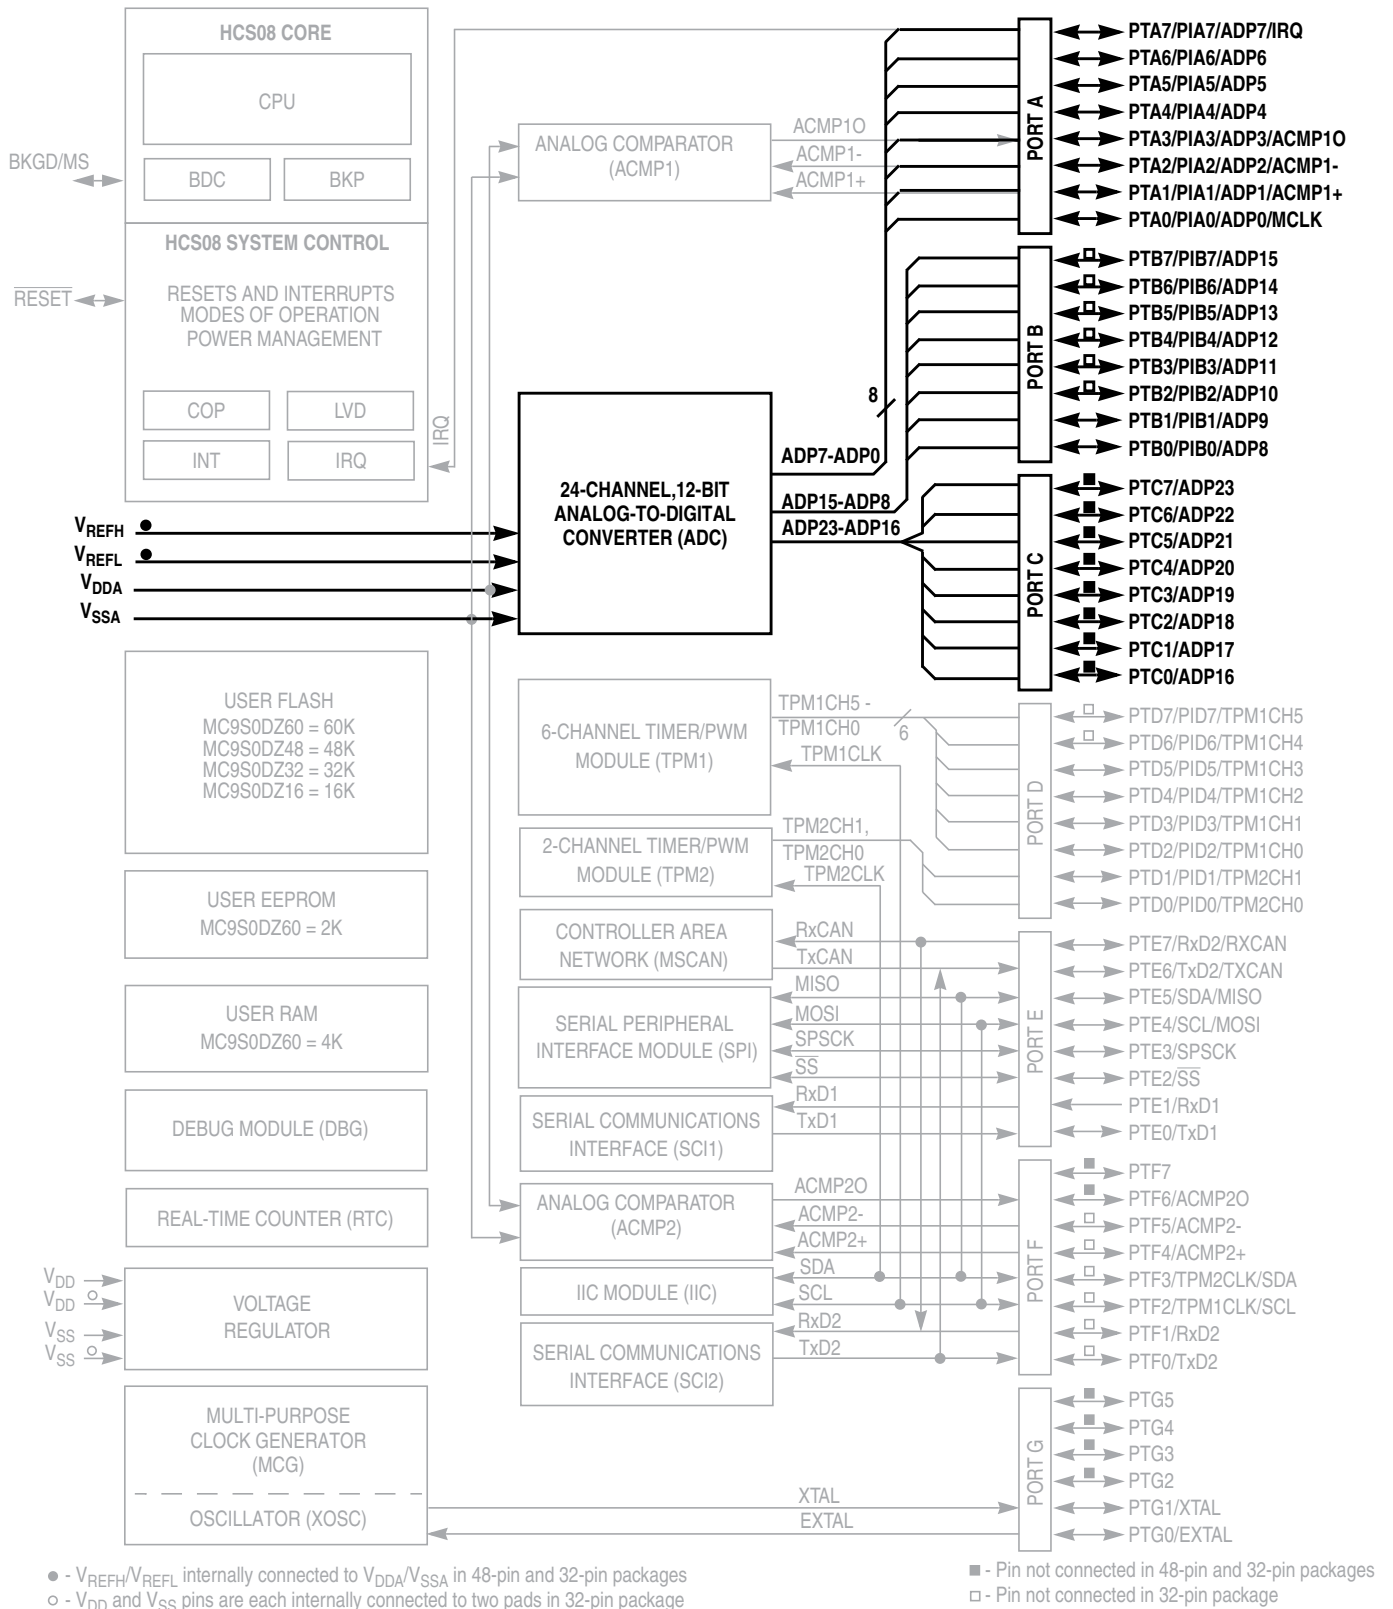 HCS08 CORE
CPU
BDC
BKP
BKGD/MS
HCS08 SYSTEM CONTROL
RESETS AND INTERRUPTS
MODES OF OPERATION
POWER MANAGEMENT
RESET
COP
LVD
INT
IRQ
IRQ
VREFH
VREFL
VDDA
VSSA
USER FLASH
MC9S0DZ60 = 60K
MC9S0DZ48 = 48K
MC9S0DZ32 = 32K
MC9S0DZ16 = 16K
USER EEPROM
MC9S0DZ60 = 2K
USER RAM
MC9S0DZ60 = 4K
DEBUG MODULE (DBG)
REAL-TIME COUNTER (RTC)
VDD
VDD
VSS
VSS
VOLTAGE
REGULATOR
MULTI-PURPOSE
CLOCK GENERATOR
(MCG)
OSCILLATOR (XOSC)
ANALOG COMPARATOR
(ACMP1)
ACMP1O
ACMP1-
ACMP1+
24-CHANNEL,12-BIT
ANALOG-TO-DIGITAL
CONVERTER (ADC)
8
ADP7-ADP0
ADP15-ADP8
ADP23-ADP16
6-CHANNEL TIMER/PWM
MODULE (TPM1)
TPM1CH5 -
TPM1CH0
6
TPM1CLK
2-CHANNEL TIMER/PWM
MODULE (TPM2)
TPM2CH1,
TPM2CH0
TPM2CLK
CONTROLLER AREA
NETWORK (MSCAN)
RxCAN
TxCAN
SERIAL PERIPHERAL
INTERFACE MODULE (SPI)
MISO
MOSI
SPSCK
SS
SERIAL COMMUNICATIONS
INTERFACE (SCI1)
RxD1
TxD1
ANALOG COMPARATOR
(ACMP2)
ACMP2O
ACMP2-
ACMP2+
IIC MODULE (IIC)
SDA
SCL
SERIAL COMMUNICATIONS
INTERFACE (SCI2)
RxD2
TxD2
XTAL
EXTAL
PORT A
PTA7/PIA7/ADP7/IRQ
PTA6/PIA6/ADP6
PTA5/PIA5/ADP5
PTA4/PIA4/ADP4
PTA3/PIA3/ADP3/ACMP1O
PTA2/PIA2/ADP2/ACMP1-
PTA1/PIA1/ADP1/ACMP1+
PTA0/PIA0/ADP0/MCLK
PORT B
PTB7/PIB7/ADP15
PTB6/PIB6/ADP14
PTB5/PIB5/ADP13
PTB4/PIB4/ADP12
PTB3/PIB3/ADP11
PTB2/PIB2/ADP10
PTB1/PIB1/ADP9
PTB0/PIB0/ADP8
PORT C
PTC7/ADP23
PTC6/ADP22
PTC5/ADP21
PTC4/ADP20
PTC3/ADP19
PTC2/ADP18
PTC1/ADP17
PTC0/ADP16
PORT D
PTD7/PID7/TPM1CH5
PTD6/PID6/TPM1CH4
PTD5/PID5/TPM1CH3
PTD4/PID4/TPM1CH2
PTD3/PID3/TPM1CH1
PTD2/PID2/TPM1CH0
PTD1/PID1/TPM2CH1
PTD0/PID0/TPM2CH0
PORT E
PTE7/RxD2/RXCAN
PTE6/TxD2/TXCAN
PTE5/SDA/MISO
PTE4/SCL/MOSI
PTE3/SPSCK
PTE2/SS
PTE1/RxD1
PTE0/TxD1
PORT F
PTF7
PTF6/ACMP2O
PTF5/ACMP2-
PTF4/ACMP2+
PTF3/TPM2CLK/SDA
PTF2/TPM1CLK/SCL
PTF1/RxD2
PTF0/TxD2
PORT G
PTG5
PTG4
PTG3
PTG2
PTG1/XTAL
PTG0/EXTAL
● - VREFH/VREFL internally connected to VDDA/VSSA in 48-pin and 32-pin packages
○ - VDD and VSS pins are each internally connected to two pads in 32-pin package
■ - Pin not connected in 48-pin and 32-pin packages
□ - Pin not connected in 32-pin package